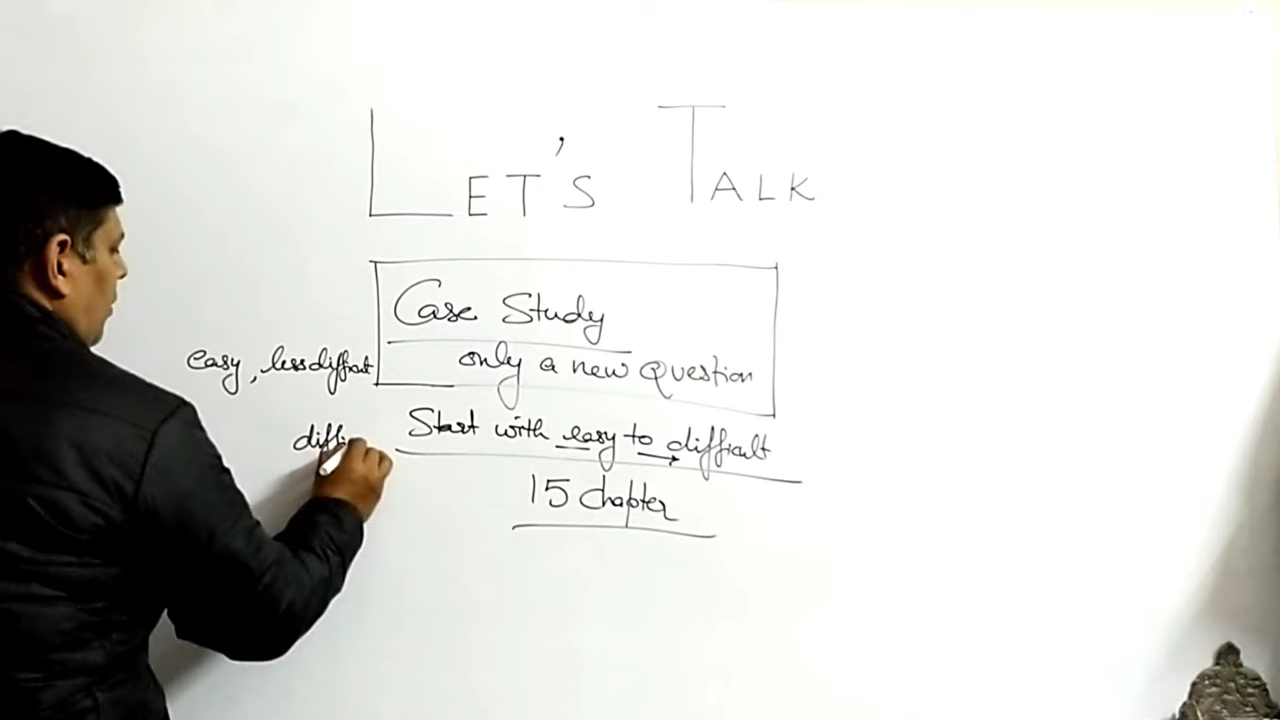 LET'S TALK
Case Study
only a new question
easy, less difficult
Start with easy to difficult
diffi
15 chapter